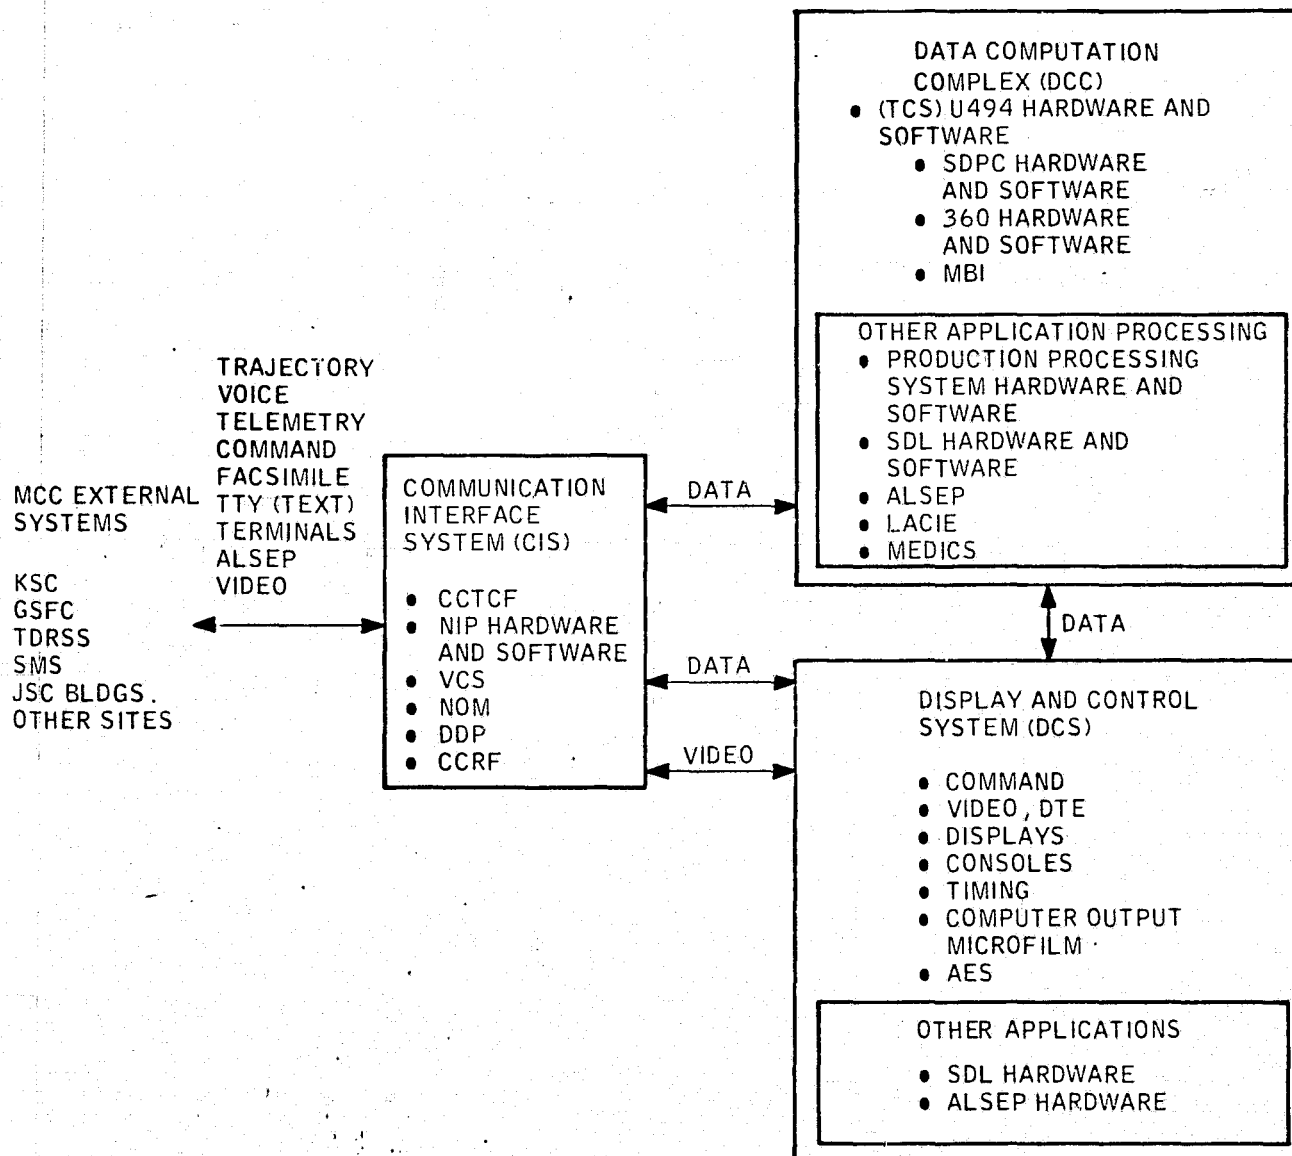 DATA COMPUTATION
COMPLEX (DCC)
• (TCS) U494 HARDWARE AND
SOFTWARE
• SDPC HARDWARE
AND SOFTWARE
• 360 HARDWARE
AND SOFTWARE
• MBI
OTHER APPLICATION PROCESSING
• PRODUCTION PROCESSING
SYSTEM HARDWARE AND
SOFTWARE
• SDL HARDWARE AND
SOFTWARE
• ALSEP
• LACIE
• MEDICS
TRAJECTORY
VOICE
TELEMETRY
COMMAND
FACSIMILE
TTY (TEXT)
TERMINALS
ALSEP
VIDEO
MCC EXTERNAL
SYSTEMS
KSC
GSFC
TDRSS
SMS
JSC BLDGS.
OTHER SITES
COMMUNICATION
INTERFACE
SYSTEM (CIS)
• CCTCF
• NIP HARDWARE
AND SOFTWARE
• VCS
• NOM
• DDP
• CCRF
DATA
DATA
VIDEO
DATA
DISPLAY AND CONTROL
SYSTEM (DCS)
• COMMAND
• VIDEO, DTE
• DISPLAYS
• CONSOLES
• TIMING
• COMPUTER OUTPUT
MICROFILM
• AES
OTHER APPLICATIONS
• SDL HARDWARE
• ALSEP HARDWARE